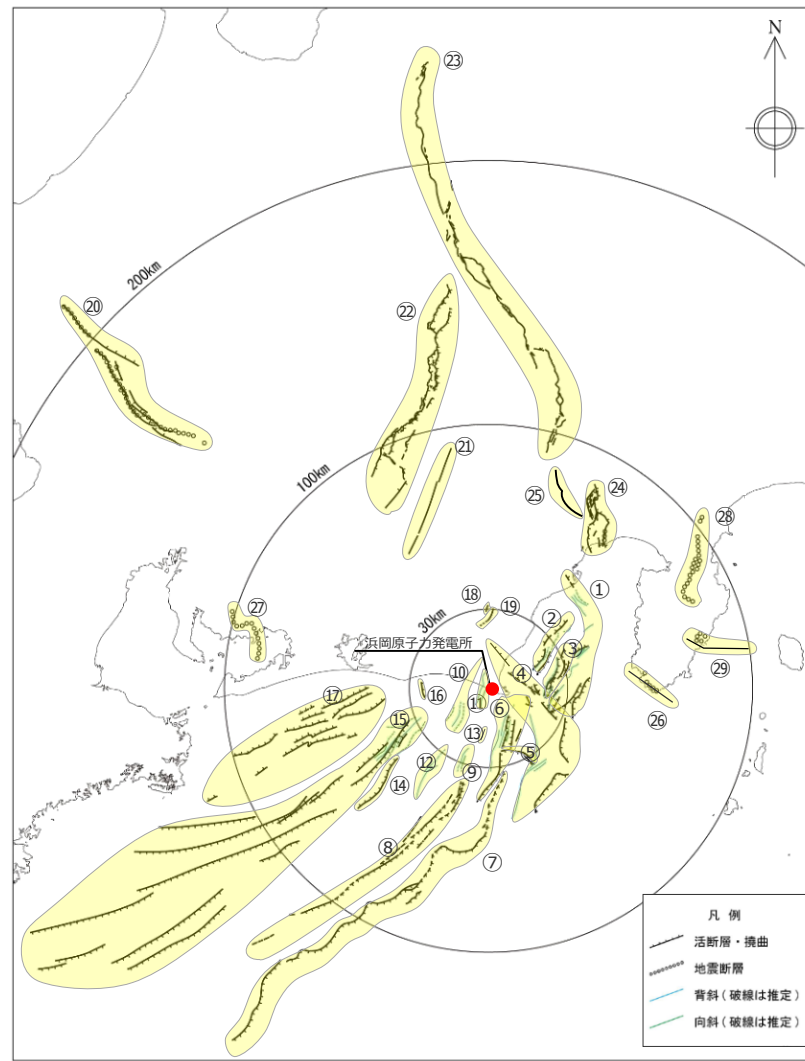 N
㉓
200km
⑳
㉒
100km
㉑
㉕
㉔
㉘
①
⑱
⑲
30km
②
㉗
浜岡原子力発電所
③
㉙
④
⑩
⑯
⑪
⑥
⑰
㉖
⑮
⑬
⑤
⑫
⑨
⑭
⑧
⑦
凡 例
活断層・撓曲
地震断層
背斜(破線は推定)
向斜(破線は推定)